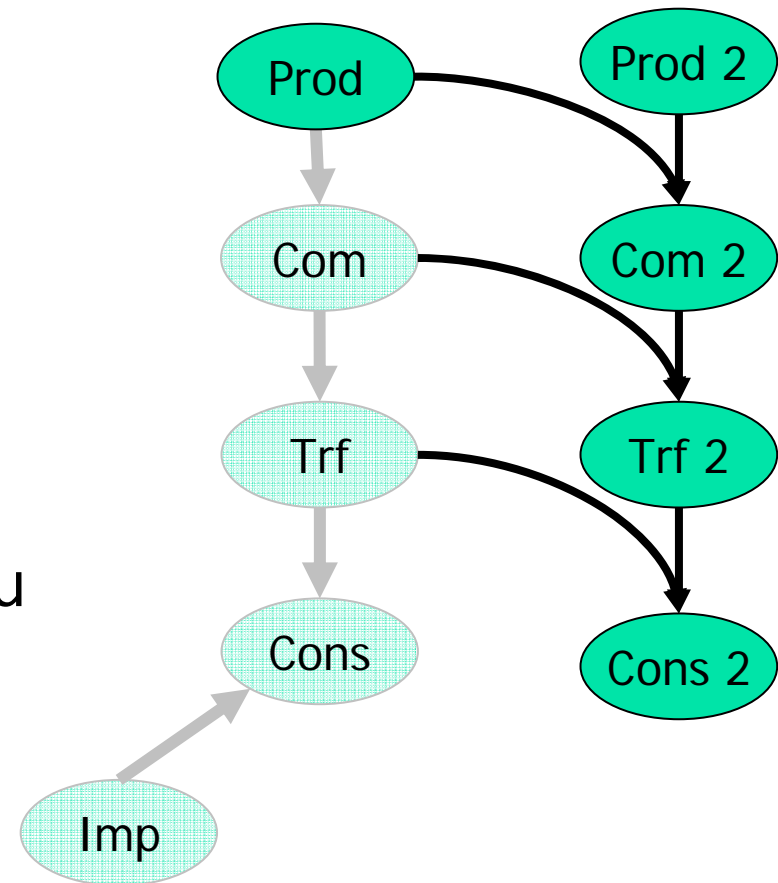 Prod
Prod 2
Com
Com 2
Trf
Trf 2
u
Cons
Cons 2
Imp